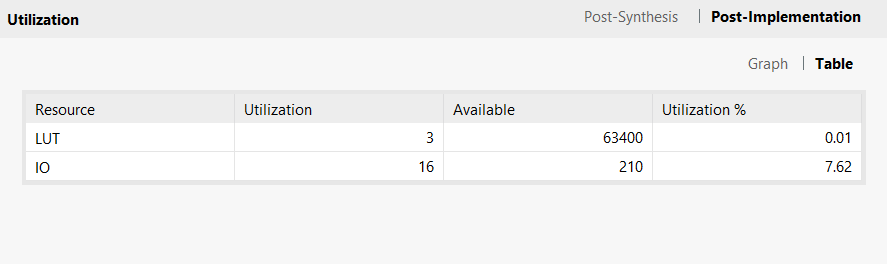 Utilization Post-Synthesis | Post-Implementation
Graph | Table
Resource Utilization Available Utilization %
LUT 3 63400 0.01
IO 16 210 7.62